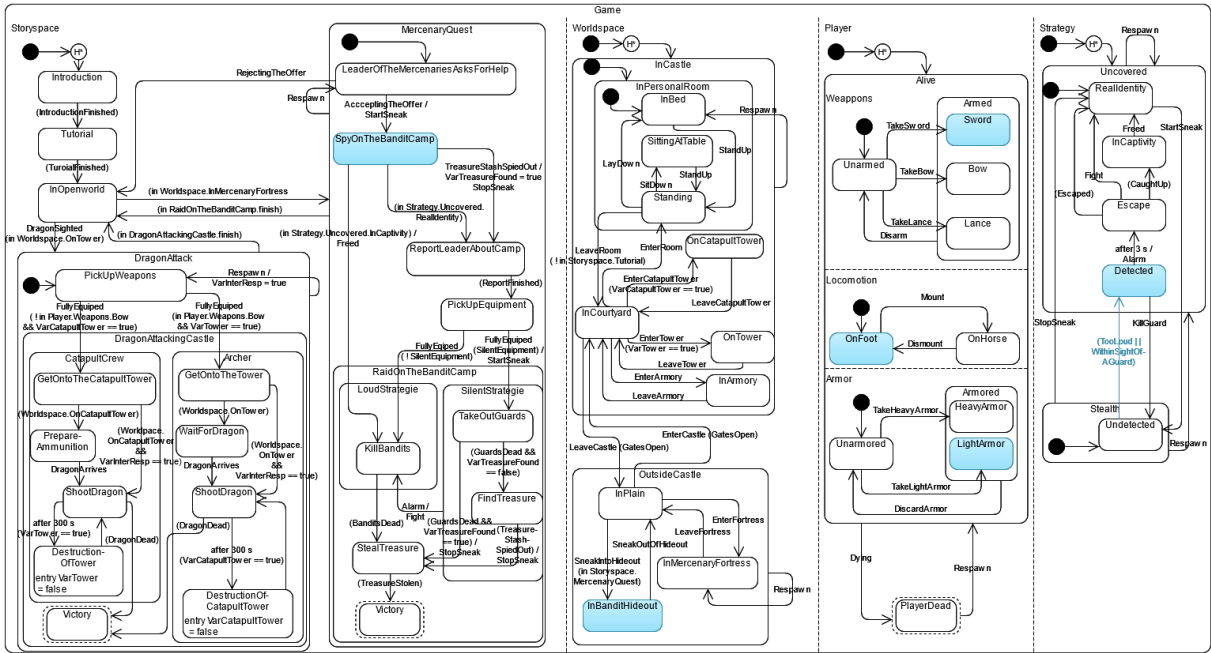 Game
Storyspace
H*
Introduction
(IntroductionFinished)
Tutorial
(TuroialFinished)
InOpenworld
DragonSighted
(in Worldspace.OnTower)
RejectingTheOffer
(in Worldspace.InMercenaryFortress
(in RaidOnTheBanditCamp.finish)
(in DragonAttackingCastle.finish)
DragonAttack
PickUpWeapons
Respawn /
VarInterResp = true
FullyEquiped
( ! in Player.Weapons.Bow
&& VarCatapultTower == true)
FullyEquiped
(in Player.Weapons.Bow
&& VarTower == true)
DragonAttackingCastle
CatapultCrew
GetOntoTheCatapultTower
(Worldspace.OnCatapultTower)
Prepare-
Ammunition
DragonArrives
(Worldspace.
OnCatapultTower
&&
VarInterResp == true)
ShootDragon
after 300 s
(VarTower == true)
(DragonDead)
Destruction-
OfTower
entry VarTower
= false
Victory
Archer
GetOntoTheTower
(Worldspace.OnTower)
WaitForDragon
DragonArrives
(Worldspace.
OnTower
&&
VarInterResp == true)
ShootDragon
(DragonDead)
after 300 s
(VarCatapultTower == true)
DestructionOf-
CatapultTower
entry VarCatapultTower
= false
MercenaryQuest
LeaderOfTheMercenariesAsksForHelp
Respawn
AccceptingTheOffer /
StartSneak
SpyOnTheBanditCamp
TreasureStashSpiedOut /
VarTreasureFound = true
StopSneak
(in Strategy.Uncovered.
RealIdentity)
(in Strategy.Uncovered.InCaptivity) /
Freed
ReportLeaderAboutCamp
(ReportFinished)
PickUpEquipment
FullyEquiped
( ! SilentEquipment)
FullyEquiped
(SilentEquipment) /
StartSneak
RaidOnTheBanditCamp
LoudStrategie
KillBandits
SilentStrategie
TakeOutGuards
(GuardsDead &&
VarTreasureFound
== false)
FindTreasure
Alarm /
Fight
(BanditsDead)
(GuardsDead &&
VarTreasureFound
== true) /
StopSneak
(Treasure-
Stash-
SpiedOut) /
StopSneak
StealTreasure
(TreasureStolen)
Victory
Worldspace
H*
InCastle
InPersonalRoom
InBed
Respawn
SittingAtTable
StandUp
LayDown
StandUp
SitDown
Standing
LeaveRoom
( ! in Storyspace.Tutorial)
EnterRoom
OnCatapultTower
EnterCatapultTower
(VarCatapultTower == true)
LeaveCatapultTower
InCourtyard
EnterTower
(VarTower == true)
OnTower
LeaveTower
EnterArmory
InArmory
LeaveArmory
EnterCastle (GatesOpen)
LeaveCastle (GatesOpen)
OutsideCastle
InPlain
EnterFortress
LeaveFortress
SneakOutOfHideout
SneakIntoHideout
(in Storyspace.
MercenaryQuest)
InMercenaryFortress
Respawn
InBanditHideout
Player
H*
Alive
Weappons
Armed
TakeSword
Sword
Unarmed
TakeBow
Bow
TakeLance
Lance
Disarm
Locomotion
Mount
OnFoot
Dismount
OnHorse
Armor
Armored
TakeHeavyArmor
HeavyArmor
Unarmored
LightArmor
TakeLightArmor
DiscardArmor
Dying
Respawn
PlayerDead
Strategy
H*
Respawn
Uncovered
RealIdentity
Freed
StartSneak
InCaptivity
Fight
(CaughtUp)
(Escaped)
Escape
after 3 s /
Alarm
Detected
StopSneak
KillGuard
(TooLoud ||
WithinSightOf-
AGuard)
Stealth
Undetected
Respawn